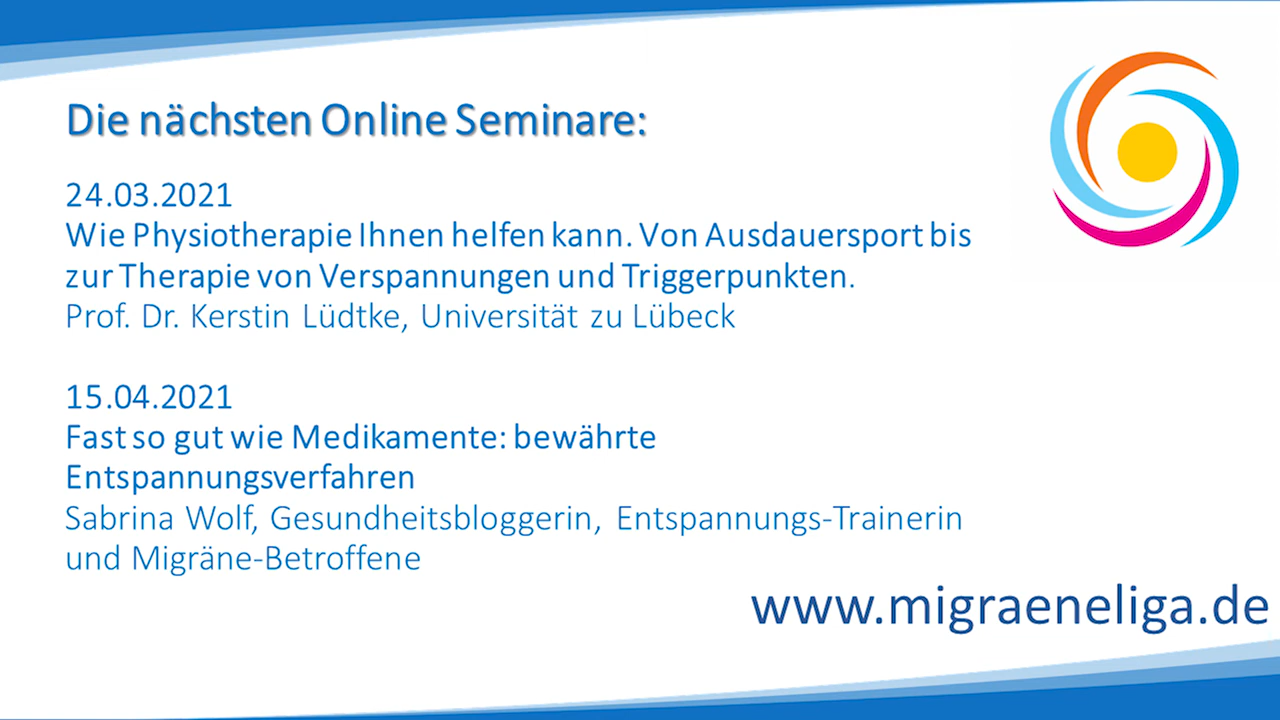 Die nächsten Online Seminare:
24.03.2021
Wie Physiotherapie Ihnen helfen kann. Von Ausdauersport bis
zur Therapie von Verspannungen und Triggerpunkten.
Prof. Dr. Kerstin Lüdtke, Universität zu Lübeck
15.04.2021
Fast so gut wie Medikamente: bewährte
Entspannungsverfahren
Sabrina Wolf, Gesundheitsbloggerin, Entspannungs-Trainerin
und Migräne-Betroffene
www.migraeneliga.de